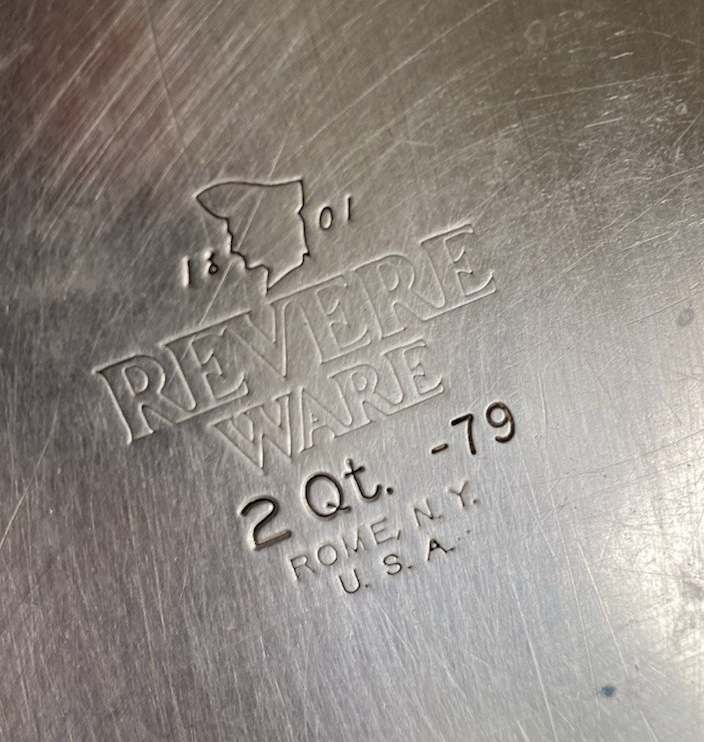 18 01
REVERE
WARE
2 Qt. -79
ROME, N.Y.
U.S.A.